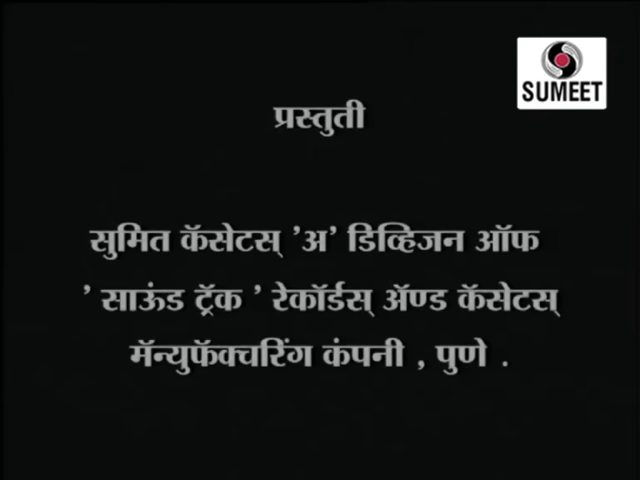 SUMEET
प्रस्तुती
सुमित कॅसेटस् ’अ’ डिव्हिजन ऑफ
’ साऊंड ट्रॅक ’ रेकॉर्डस् ॲण्ड कॅसेटस्
मॅन्युफॅक्चरिंग कंपनी , पुणे .